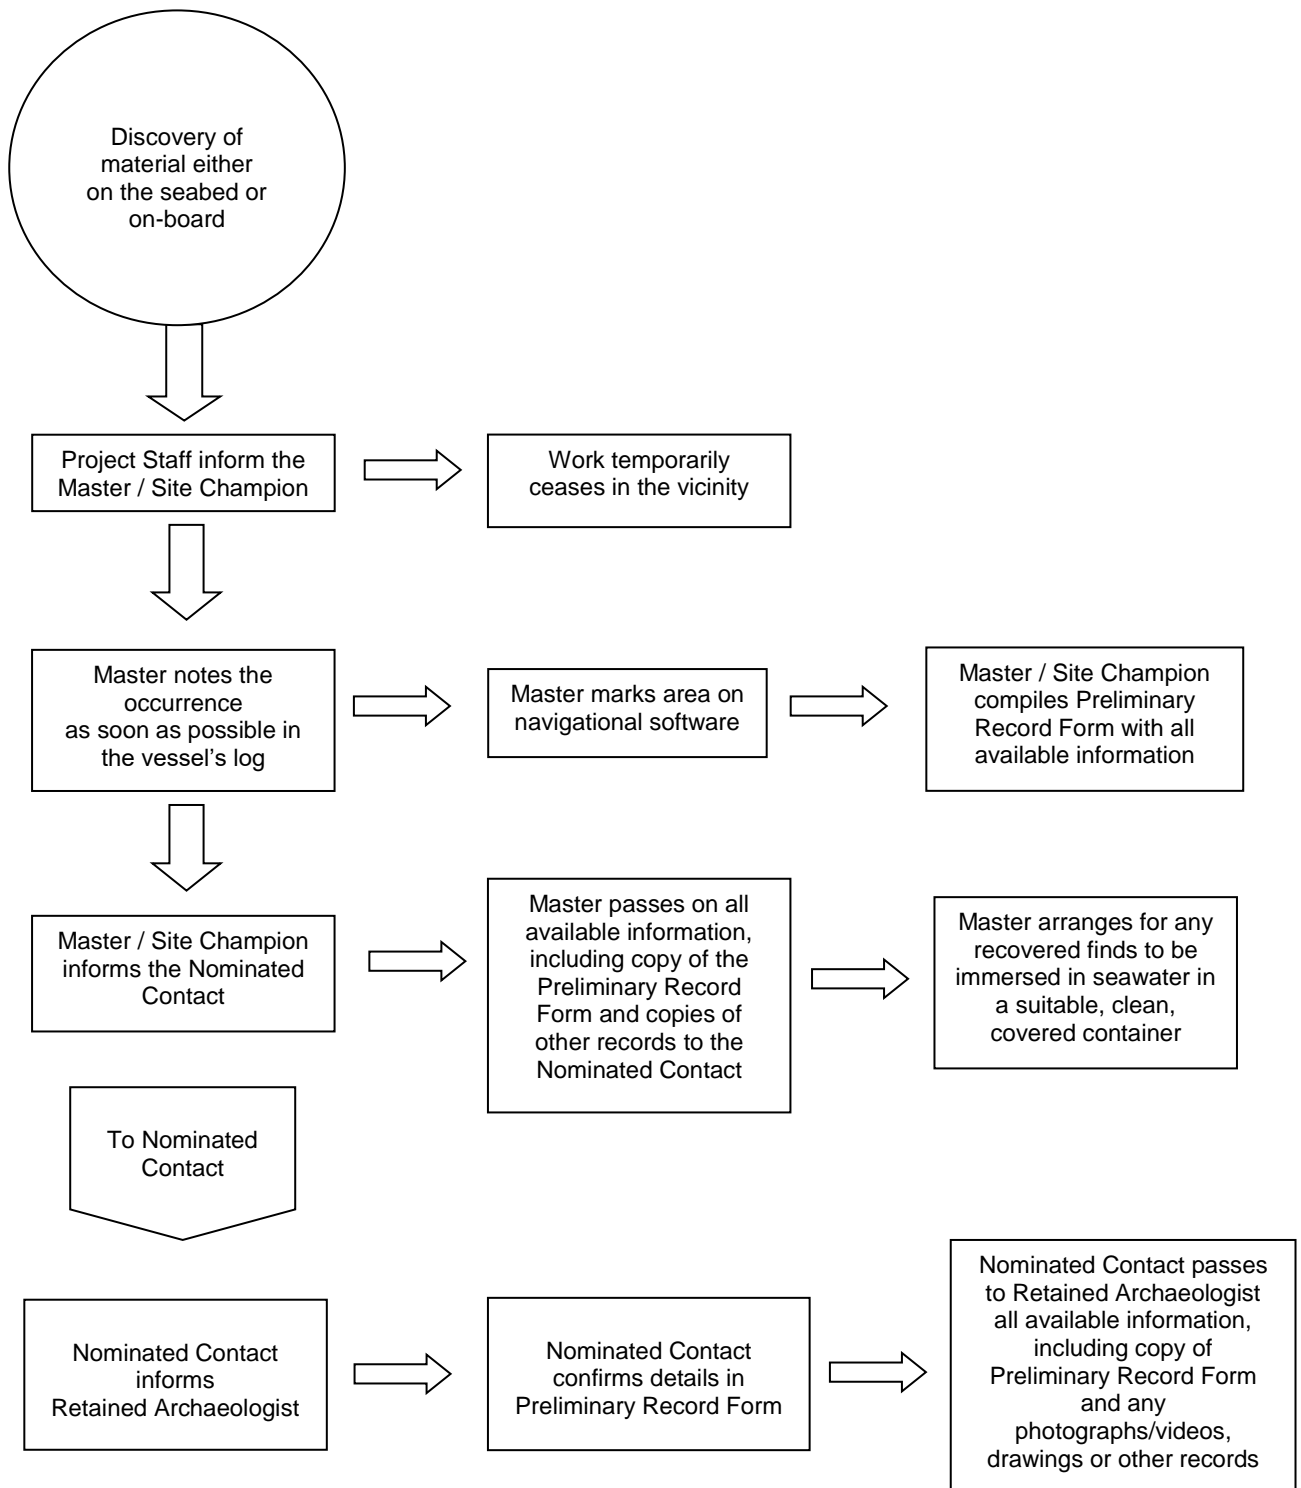 Discovery of
material either
on the seabed or
on-board
Project Staff inform the
Master / Site Champion
Work temporarily
ceases in the vicinity
Master notes the
occurrence
as soon as possible in
the vessel’s log
Master marks area on
navigational software
Master / Site Champion
compiles Preliminary
Record Form with all
available information
Master / Site Champion
informs the Nominated
Contact
Master passes on all
available information,
including copy of the
Preliminary Record
Form and copies of
other records to the
Nominated Contact
Master arranges for any
recovered finds to be
immersed in seawater in
a suitable, clean,
covered container
To Nominated
Contact
Nominated Contact
informs
Retained Archaeologist
Nominated Contact
confirms details in
Preliminary Record Form
Nominated Contact passes
to Retained Archaeologist
all available information,
including copy of
Preliminary Record Form
and any
photographs/videos,
drawings or other records